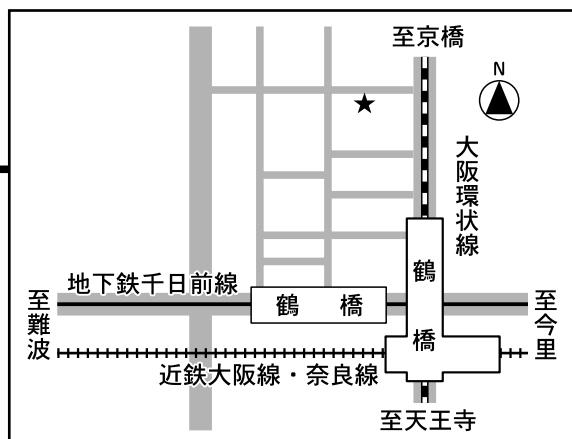 至京橋
N
★
大阪環状線
鶴橋
地下鉄千日前線
鶴橋
至難波
至今里
近鉄大阪線・奈良線
至天王寺